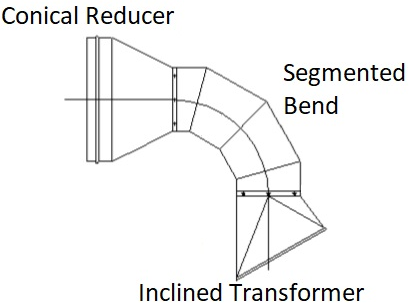 Conical Reducer
Segmented
Bend
Inclined Transformer